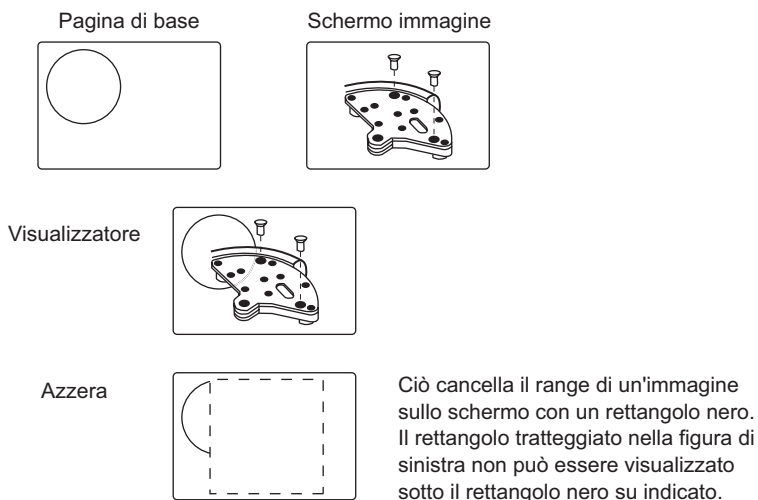 Pagina di base
Schermo immagine
Visualizzatore
Azzera
Ciò cancella il range di un'immagine
sullo schermo con un rettangolo nero.
Il rettangolo tratteggiato nella figura di
sinistra non può essere visualizzato
sotto il rettangolo nero su indicato.